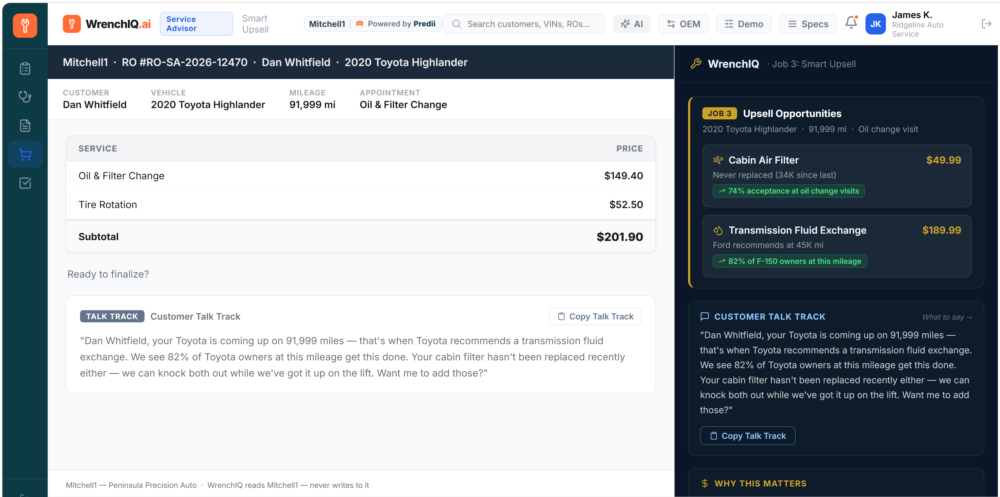 WrenchIQ.ai
Service
Advisor
Smart
Upsell
Mitchell1
Powered by Predii
Search customers, VINs, ROs...
AI
OEM
Demo
Specs
JK
James K.
Ridgeline Auto
Service
Mitchell1 · RO #RO-SA-2026-12470 · Dan Whitfield · 2020 Toyota Highlander
CUSTOMER
Dan Whitfield
VEHICLE
2020 Toyota Highlander
MILEAGE
91,999 mi
APPOINTMENT
Oil & Filter Change
SERVICE PRICE
Oil & Filter Change $149.40
Tire Rotation $52.50
Subtotal $201.90
Ready to finalize?
TALK TRACK Customer Talk Track
Copy Talk Track
"Dan Whitfield, your Toyota is coming up on 91,999 miles — that's when Toyota recommends a transmission fluid
exchange. We see 82% of Toyota owners at this mileage get this done. Your cabin filter hasn't been replaced recently
either — we can knock both out while we've got it up on the lift. Want me to add those?"
Mitchell1 — Peninsula Precision Auto · WrenchIQ reads Mitchell1 — never writes to it
WrenchIQ · Job 3: Smart Upsell
JOB 3 Upsell Opportunities
2020 Toyota Highlander · 91,999 mi · Oil change visit
Cabin Air Filter $49.99
Never replaced (34K since last)
74% acceptance at oil change visits
Transmission Fluid Exchange $189.99
Ford recommends at 45K mi
82% of F-150 owners at this mileage
CUSTOMER TALK TRACK What to say →
"Dan Whitfield, your Toyota is coming up on 91,999 miles —
that's when Toyota recommends a transmission fluid exchange.
We see 82% of Toyota owners at this mileage get this done.
Your cabin filter hasn't been replaced recently either — we can
knock both out while we've got it up on the lift. Want me to add
those?"
Copy Talk Track
$ WHY THIS MATTERS